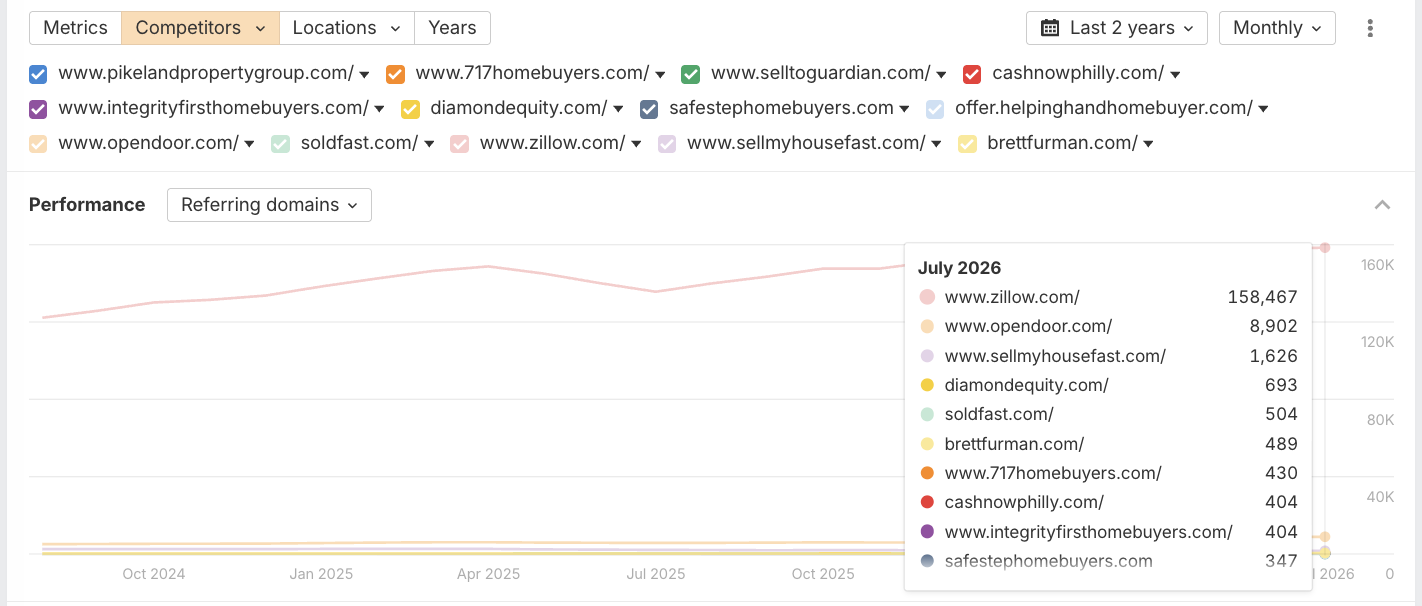 Metrics Competitors Locations Years Last 2 years Monthly
www.pikelandpropertygroup.com/ www.717homebuyers.com/ www.selltoguardian.com/ cashnowphilly.com/
www.integrityfirsthomebuyers.com/ diamondequity.com/ safestephomebuyers.com offer.helpinghandhomebuyer.com/
www.opendoor.com/ soldfast.com/ www.zillow.com/ www.sellmyhousefast.com/ brettfurman.com/
Performance Referring domains
July 2026
www.zillow.com/ 158,467
www.opendoor.com/ 8,902
www.sellmyhousefast.com/ 1,626
diamondequity.com/ 693
soldfast.com/ 504
brettfurman.com/ 489
www.717homebuyers.com/ 430
cashnowphilly.com/ 404
www.integrityfirsthomebuyers.com/ 404
safestephomebuyers.com 347
160K
120K
80K
40K
Oct 2024 Jan 2025 Apr 2025 Jul 2025 Oct 2025 l 2026 0